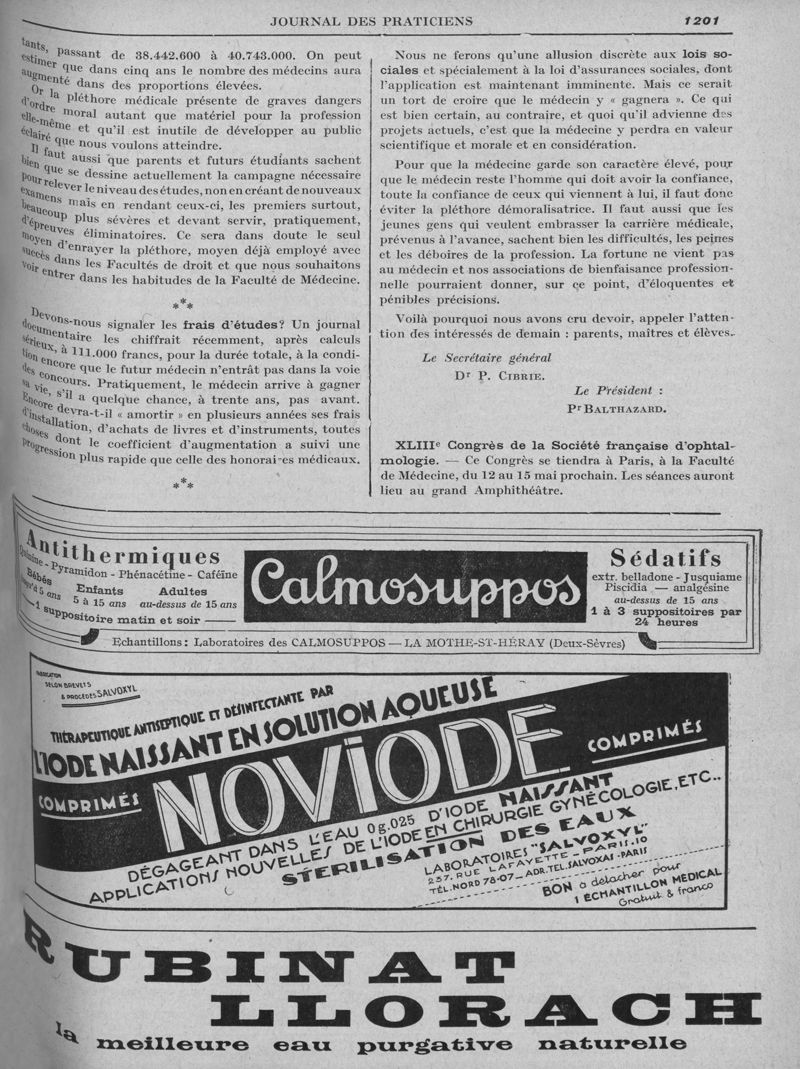 JOURNAL DES PRATICIENS
1201
tants, passant de 38.442.600 à 40.743.000. On peut
estimer que dans cinq ans le nombre des médecins aura
augmenté dans des proportions élevées.
Or la pléthore médicale présente de graves dangers
d'ordre moral autant que matériel pour la profession
elle-même et qu'il est inutile de développer au public
éclairé que nous voulons atteindre.
Il faut aussi que parents et futurs étudiants sachent
bien que se dessine actuellement la campagne nécessaire
pour relever le niveau des études, non en créant de nouveaux
examens mais en rendant ceux-ci, les premiers surtout,
beaucoup plus sévères et devant servir, pratiquement,
d'épreuves éliminatoires. Ce sera dans doute le seul
moyen d'enrayer la pléthore, moyen déjà employé avec
succès dans les Facultés de droit et que nous souhaitons
voir entrer dans les habitudes de la Faculté de Médecine.
***
Devons-nous signaler les frais d'études? Un journal
documentaire les chiffrait récemment, après calculs
sérieux, à 111.000 francs, pour la durée totale, à la condi-
tion encore que le futur médecin n'entrât pas dans la voie
des concours. Pratiquement, le médecin arrive à gagner
sa vie, s'il a quelque chance, à trente ans, pas avant.
Encore devra-t-il « amortir » en plusieurs années ses frais
d'installation, d'achats de livres et d'instruments, toutes
choses dont le coefficient d'augmentation a suivi une
progression plus rapide que celle des honoraires médicaux.
***
Nous ne ferons qu'une allusion discrète aux lois so-
ciales et spécialement à la loi d'assurances sociales, dont
l'application est maintenant imminente. Mais ce serait
un tort de croire que le médecin y « gagnera ». Ce qui
est bien certain, au contraire, et quoi qu'il advienne des
projets actuels, c'est que la médecine y perdra en valeur
scientifique et morale et en considération.
Pour que la médecine garde son caractère élevé, pour
que le médecin reste l'homme qui doit avoir la confiance,
toute la confiance de ceux qui viennent à lui, il faut donc
éviter la pléthore démoralisatrice. Il faut aussi que les
jeunes gens qui veulent embrasser la carrière médicale,
prévenus à l'avance, sachent bien les difficultés, les peines
et les déboires de la profession. La fortune ne vient pas
au médecin et nos associations de bienfaisance profession-
nelle pourraient donner, sur ce point, d'éloquentes et
pénibles précisions.
Voilà pourquoi nous avons cru devoir, appeler l'atten-
tion des intéressés de demain : parents, maîtres et élèves.
Le Secrétaire général
Dr P. CIBRIE.
Le Président :
Pr BALTHAZARD.
XLIIIe Congrès de la Société française d'ophtal-
mologie. — Ce Congrès se tiendra à Paris, à la Faculté
de Médecine, du 12 au 15 mai prochain. Les séances auront
lieu au grand Amphithéâtre.
Antithermiques
Quinine - Pyramidon - Phénacétine - Caféïne
Bébés Enfants Adultes
jusqu'à 5 ans 5 à 15 ans au-dessus de 15 ans
1 suppositoire matin et soir
Calmosuppos
Sédatifs
extr. belladone - Jusquiame
Piscidia — analgésine
au-dessus de 15 ans
1 à 3 suppositoires par
24 heures
Echantillons : Laboratoires des CALMOSUPPOS — LA MOTHE-ST-HÉRAY (Deux-Sèvres)
FABRICATION
SELON BREVETS
& PROCÉDÉS SALVOXYL
THÉRAPEUTIQUE ANTISEPTIQUE ET DÉSINFECTANTE PAR
L'IODE NAISSANT EN SOLUTION AQUEUSE
COMPRIMÉS NOVIODE COMPRIMÉS
DÉGAGEANT DANS L'EAU 0g.025 D'IODE NAISSANT
APPLICATIONS NOUVELLES DE L'IODE EN CHIRURGIE GYNÉCOLOGIE, ETC..
STÉRILISATION DES EAUX
LABORATOIRES "SALVOXYL"
237, RUE LAFAYETTE - PARIS.10
TÉL. NORD 78-07 - ADR. TEL. SALVOXAS-PARIS
BON à détacher pour
1 ÉCHANTILLON MÉDICAL
Gratuit & franco
RUBINAT
LLORACH
la meilleure eau purgative naturelle